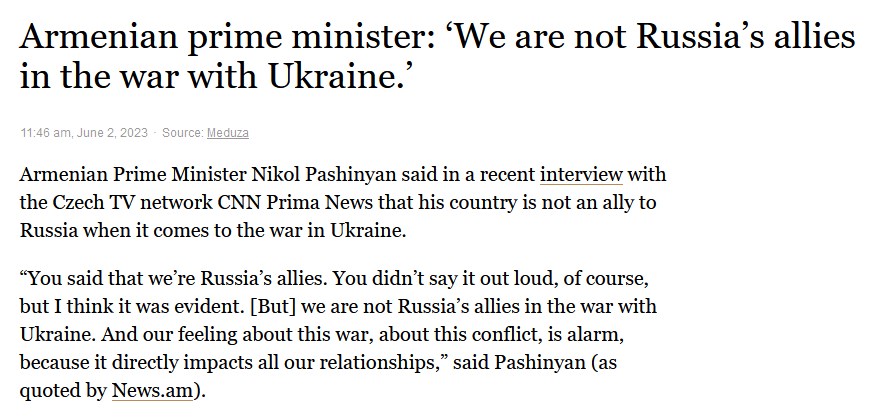 Armenian prime minister: ‘We are not Russia’s allies
in the war with Ukraine.’
11:46 am, June 2, 2023 · Source: Meduza
Armenian Prime Minister Nikol Pashinyan said in a recent interview with
the Czech TV network CNN Prima News that his country is not an ally to
Russia when it comes to the war in Ukraine.
“You said that we’re Russia’s allies. You didn’t say it out loud, of course,
but I think it was evident. [But] we are not Russia’s allies in the war with
Ukraine. And our feeling about this war, about this conflict, is alarm,
because it directly impacts all our relationships,” said Pashinyan (as
quoted by News.am).